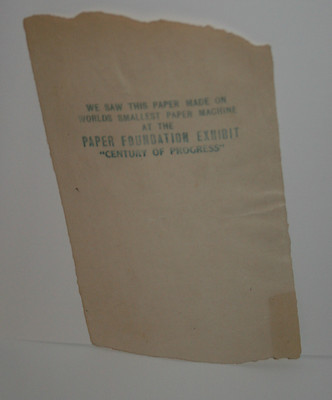 WE SAW THIS PAPER MADE ON
WORLDS SMALLEST PAPER MACHINE
AT THE
PAPER FOUNDATION EXHIBIT
"CENTURY OF PROGRESS"